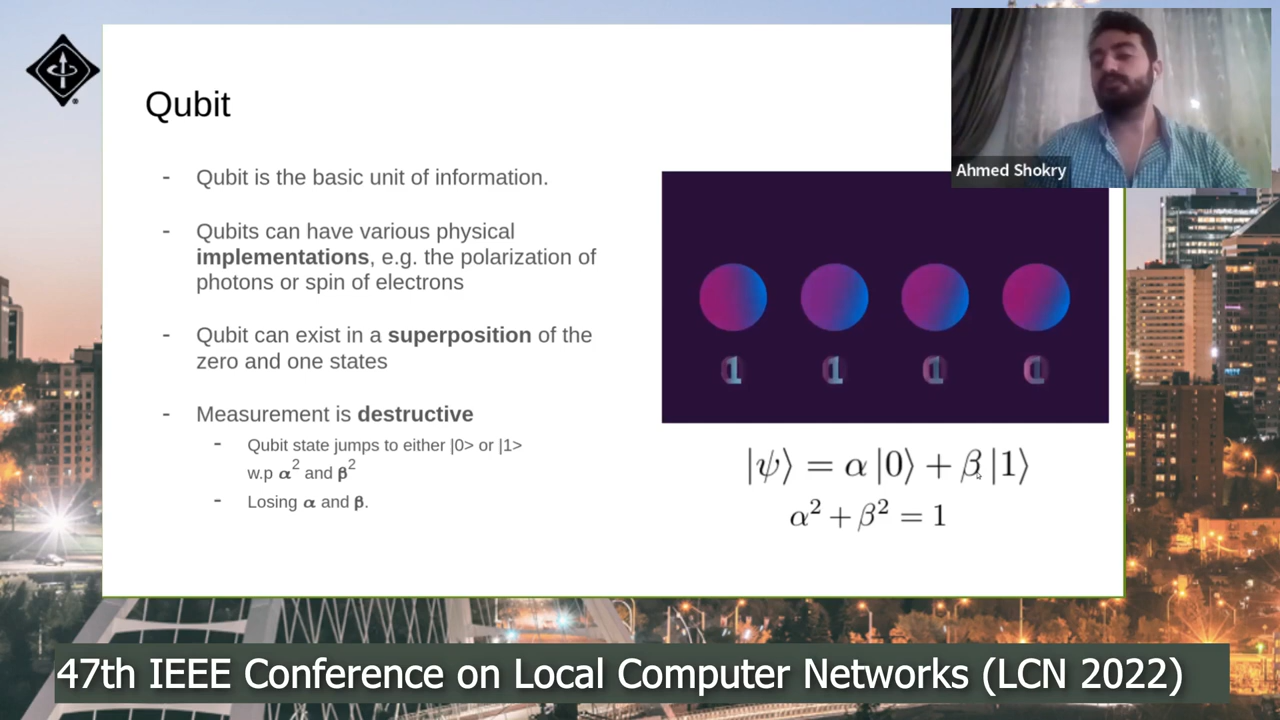 Qubit
- Qubit is the basic unit of information.
- Qubits can have various physical
implementations, e.g. the polarization of
photons or spin of electrons
- Qubit can exist in a superposition of the
zero and one states
- Measurement is destructive
- Qubit state jumps to either |0> or |1>
w.p α² and β²
- Losing α and β.
Ahmed Shokry
|ψ⟩ = α|0⟩ + β|1⟩
α² + β² = 1
47th IEEE Conference on Local Computer Networks (LCN 2022)